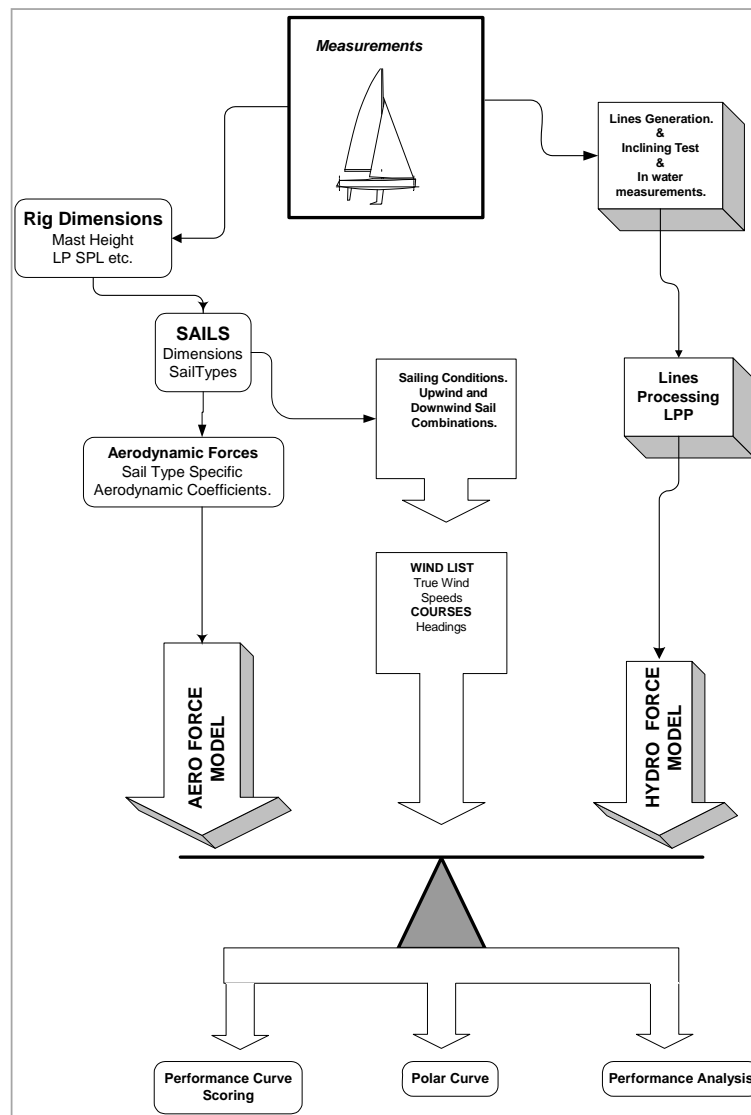 Measurements
Lines Generation.
&
Inclining Test
&
In water
measurements.
Rig Dimensions
Mast Height
LP SPL etc.
SAILS
Dimensions
SailTypes
Sailing Conditions.
Upwind and
Downwind Sail
Combinations.
Lines
Processing
LPP
Aerodynamic Forces
Sail Type Specific
Aerodynamic Coefficients.
WIND LIST
True Wind
Speeds
COURSES
Headings
AERO FORCE
MODEL
HYDRO FORCE
MODEL
Performance Curve
Scoring
Polar Curve
Performance Analysis